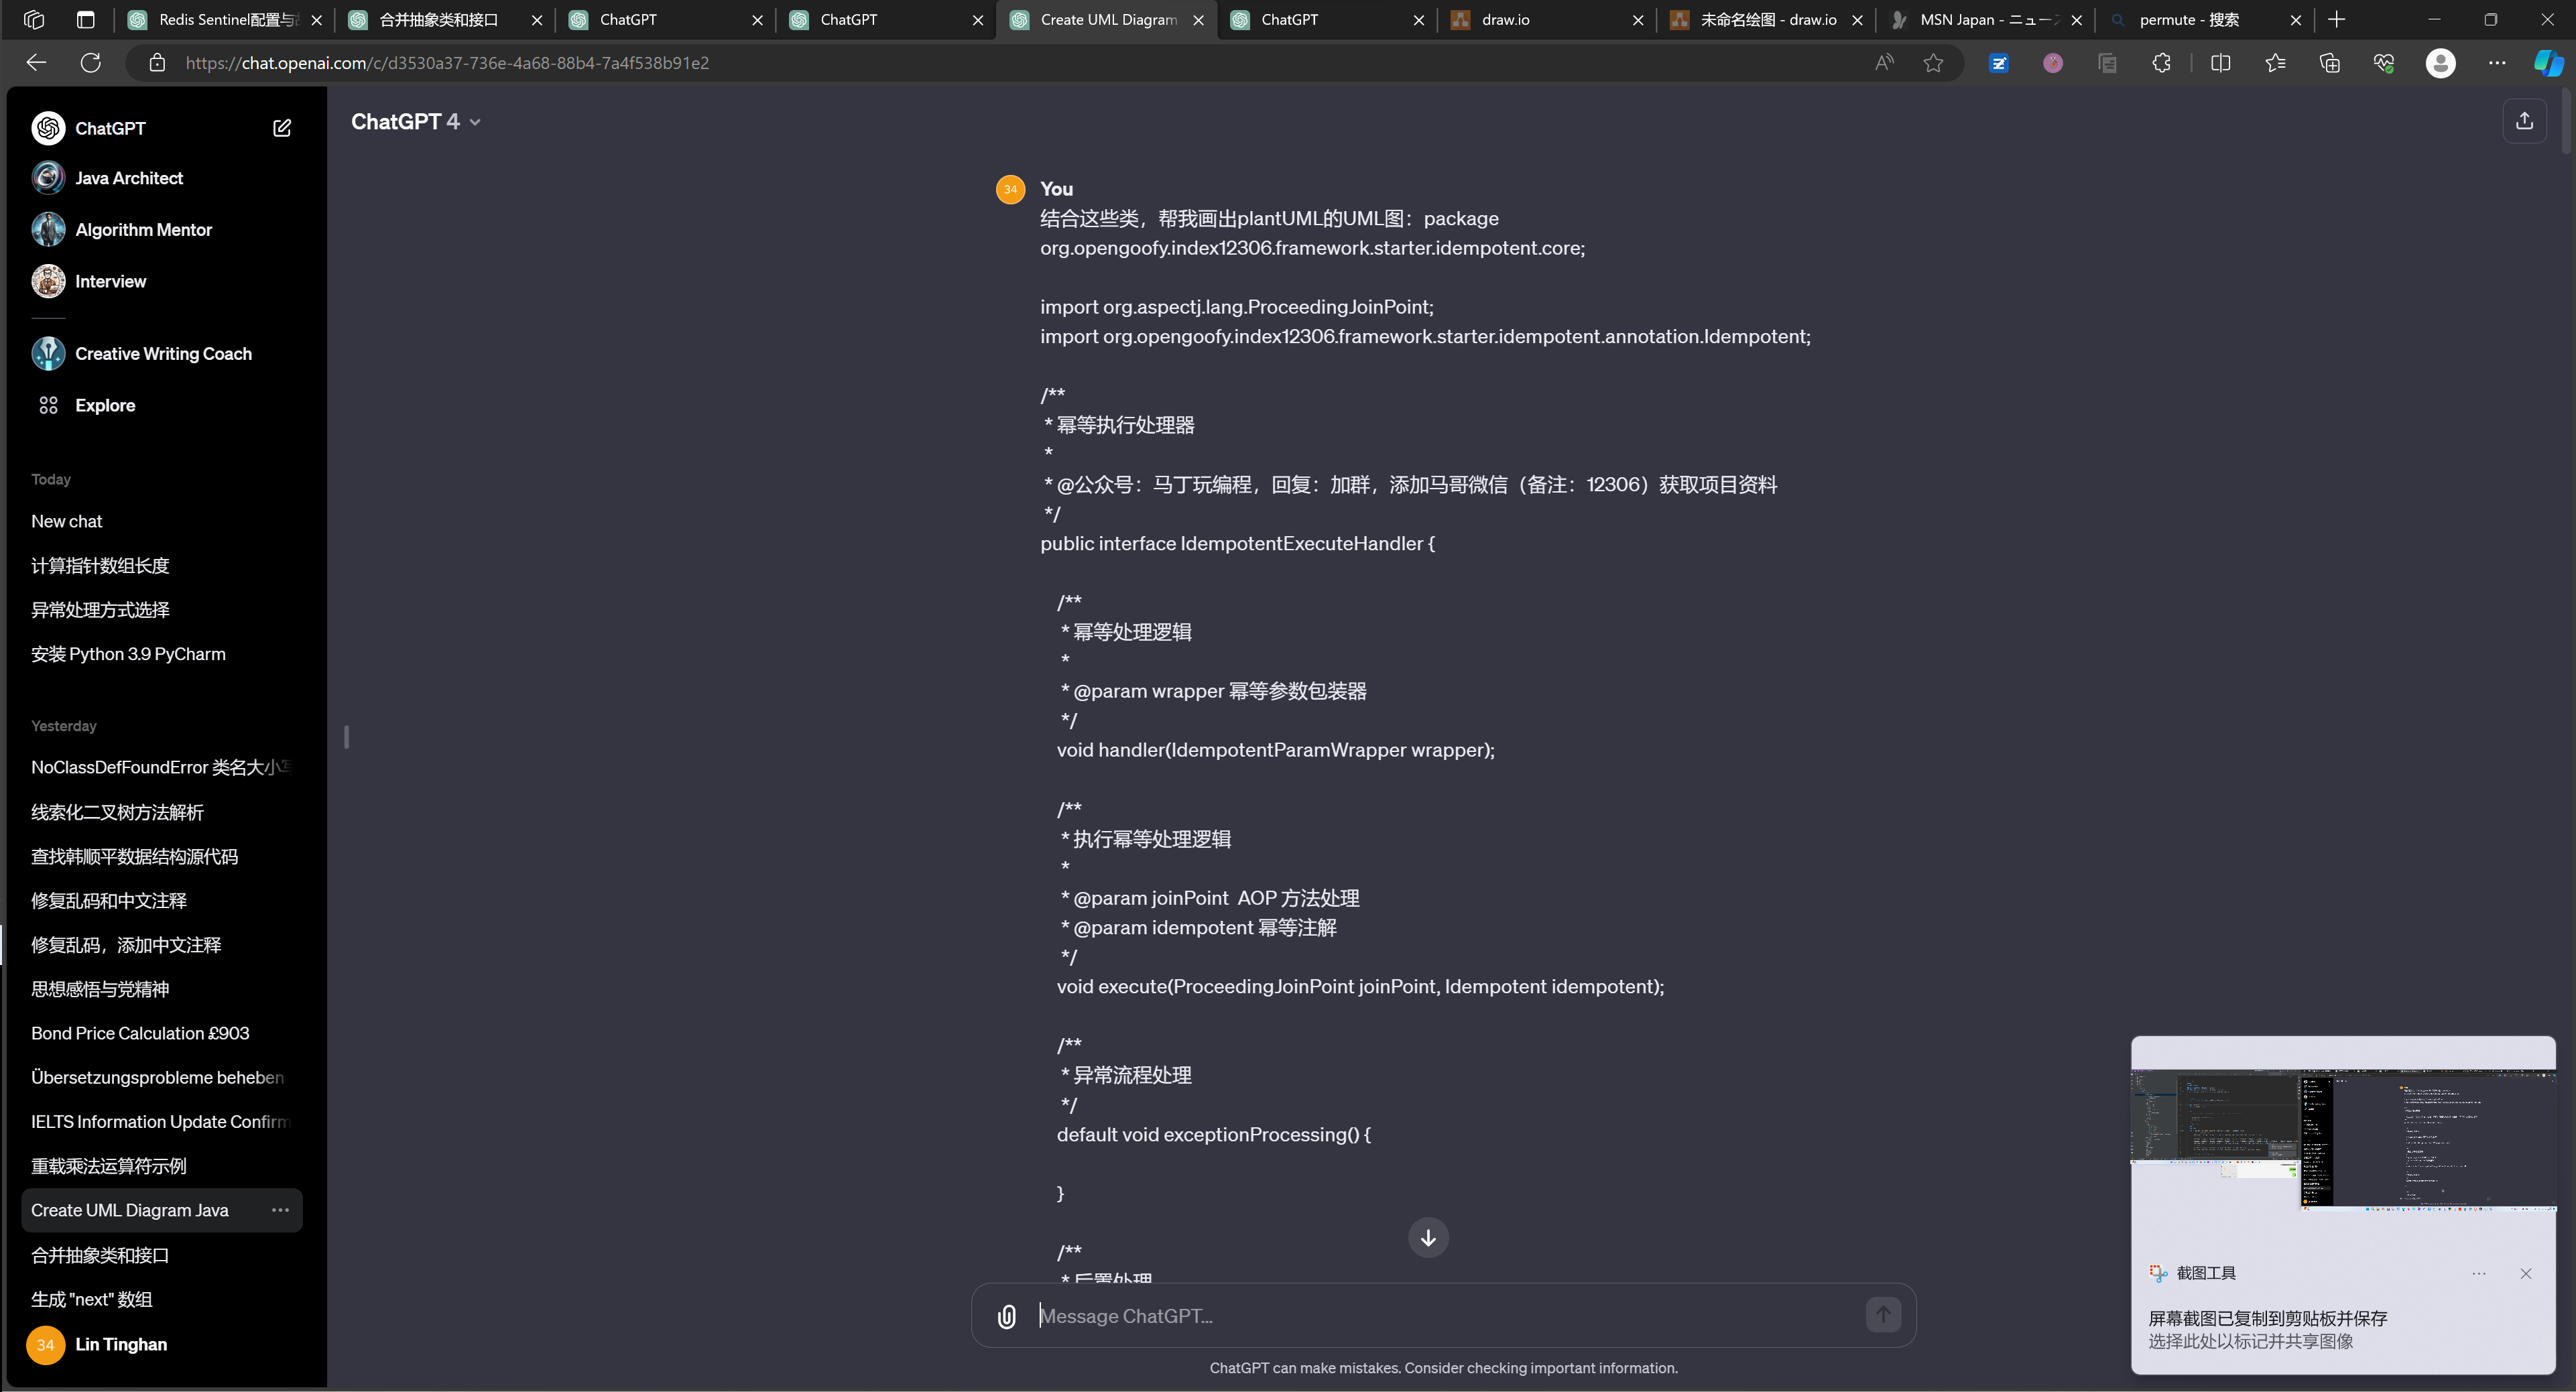 Redis Sentinel配置与
合并抽象类和接口
ChatGPT
ChatGPT
Create UML Diagram
ChatGPT
draw.io
未命名绘图 - draw.io
MSN Japan - ニュー
permute - 搜索
https://chat.openai.com/c/d3530a37-736e-4a68-88b4-7a4f538b91e2
ChatGPT
Java Architect
Algorithm Mentor
Interview
Creative Writing Coach
Explore
Today
New chat
计算指针数组长度
异常处理方式选择
安装 Python 3.9 PyCharm
Yesterday
NoClassDefFoundError 类名大小写
线索化二叉树方法解析
查找韩顺平数据结构源代码
修复乱码和中文注释
修复乱码，添加中文注释
思想感悟与党精神
Bond Price Calculation £903
Übersetzungsprobleme beheben
IELTS Information Update Confirm
重载乘法运算符示例
Create UML Diagram Java
合并抽象类和接口
生成 "next" 数组
34
Lin Tinghan
ChatGPT 4
34
You
结合这些类，帮我画出plantUML的UML图：package
org.opengoofy.index12306.framework.starter.idempotent.core;
import org.aspectj.lang.ProceedingJoinPoint;
import org.opengoofy.index12306.framework.starter.idempotent.annotation.Idempotent;
/**
* 幂等执行处理器
*
* @公众号：马丁玩编程，回复：加群，添加马哥微信（备注：12306）获取项目资料
*/
public interface IdempotentExecuteHandler {
/**
* 幂等处理逻辑
*
* @param wrapper 幂等参数包装器
*/
void handler(IdempotentParamWrapper wrapper);
/**
* 执行幂等处理逻辑
*
* @param joinPoint  AOP 方法处理
* @param idempotent 幂等注解
*/
void execute(ProceedingJoinPoint joinPoint, Idempotent idempotent);
/**
* 异常流程处理
*/
default void exceptionProcessing() {
}
/**
* 后置处理
Message ChatGPT...
ChatGPT can make mistakes. Consider checking important information.
截图工具
屏幕截图已复制到剪贴板并保存
选择此处以标记并共享图像